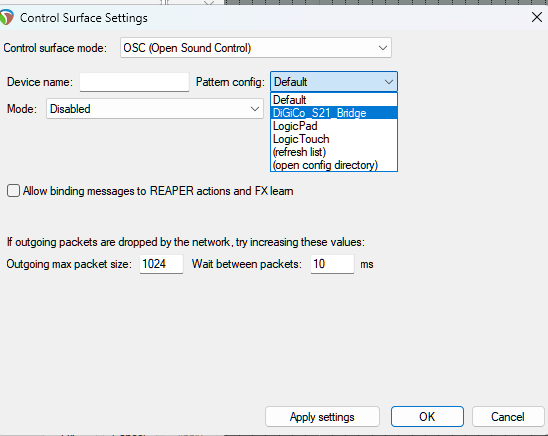 Control Surface Settings
Control surface mode: OSC (Open Sound Control)
Device name: Pattern config: Default
Default
Mode: Disabled DiGiCo_S21_Bridge
LogicPad
LogicTouch
(refresh list)
(open config directory)
Allow binding messages to REAPER actions and FX learn
If outgoing packets are dropped by the network, try increasing these values:
Outgoing max packet size: 1024 Wait between packets: 10 ms
Apply settings OK Cancel